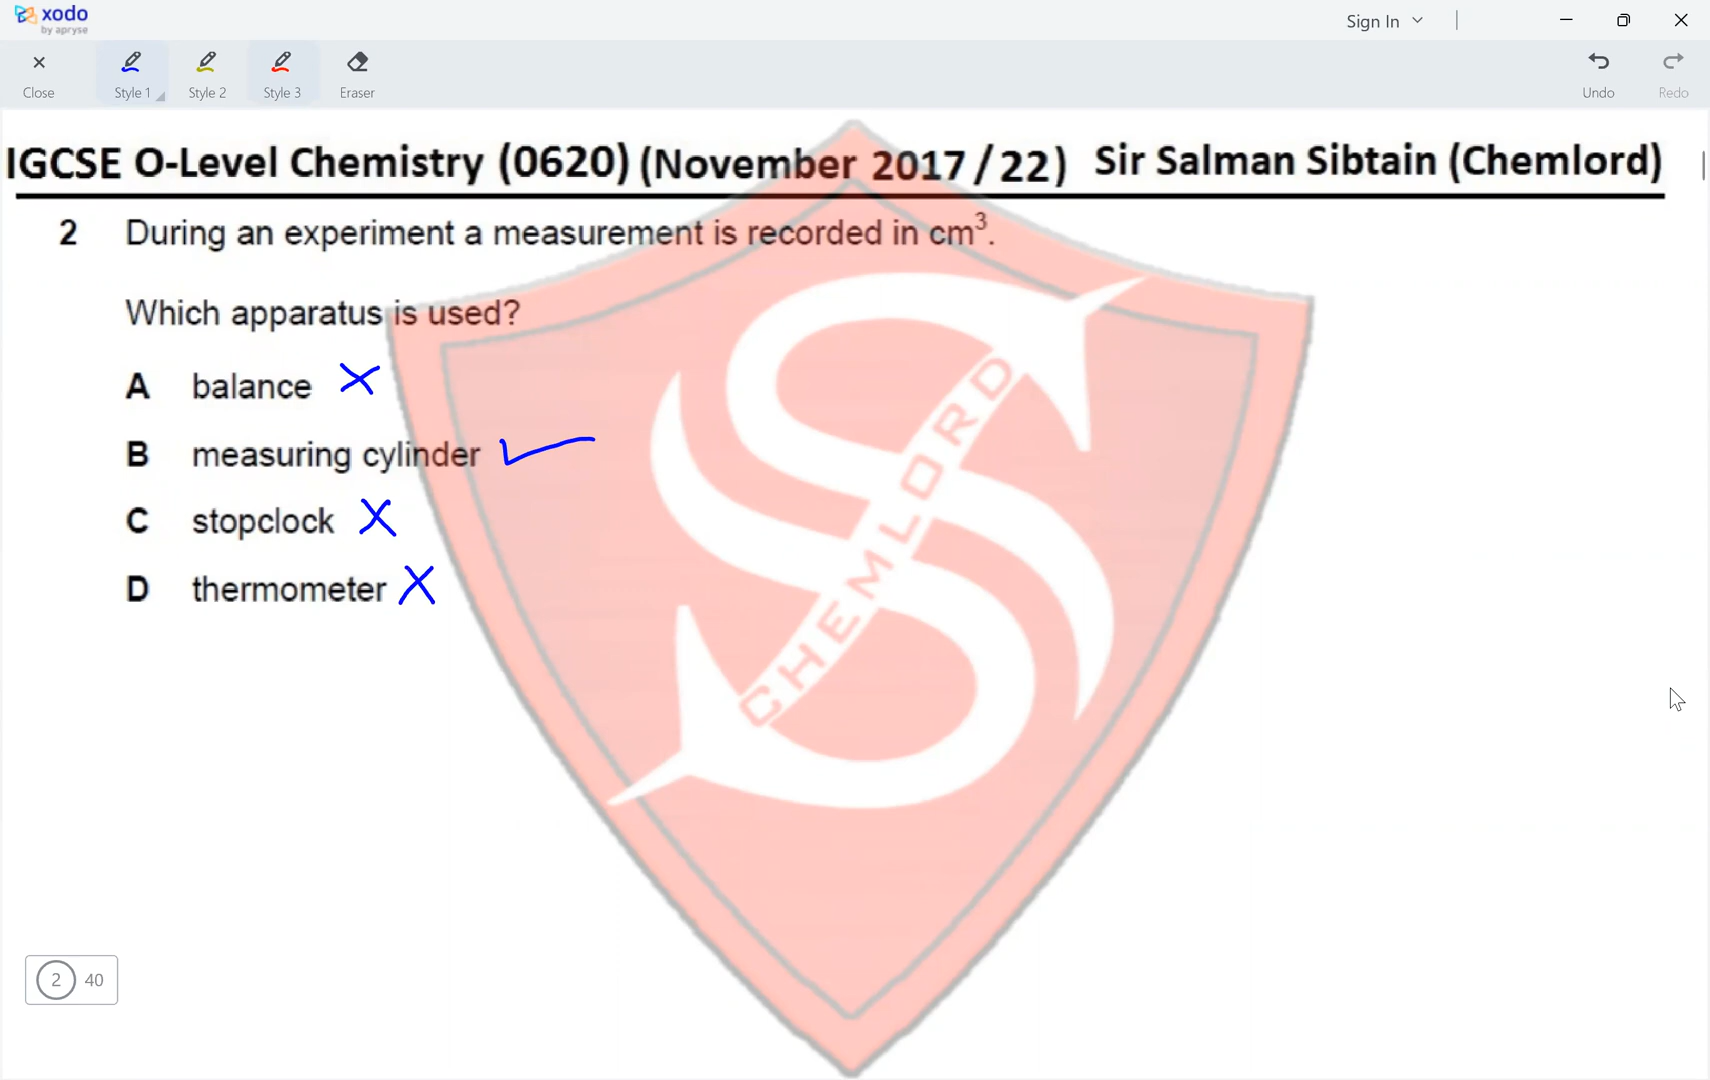 xodo
by apryse
Sign In
Close
Style 1
Style 2
Style 3
Eraser
Undo
Redo
IGCSE O-Level Chemistry (0620) (November 2017/22) Sir Salman Sibtain (Chemlord)
2 During an experiment a measurement is recorded in cm³.
Which apparatus is used?
A balance
B measuring cylinder
C stopclock
D thermometer
CHEMLORD
2 40